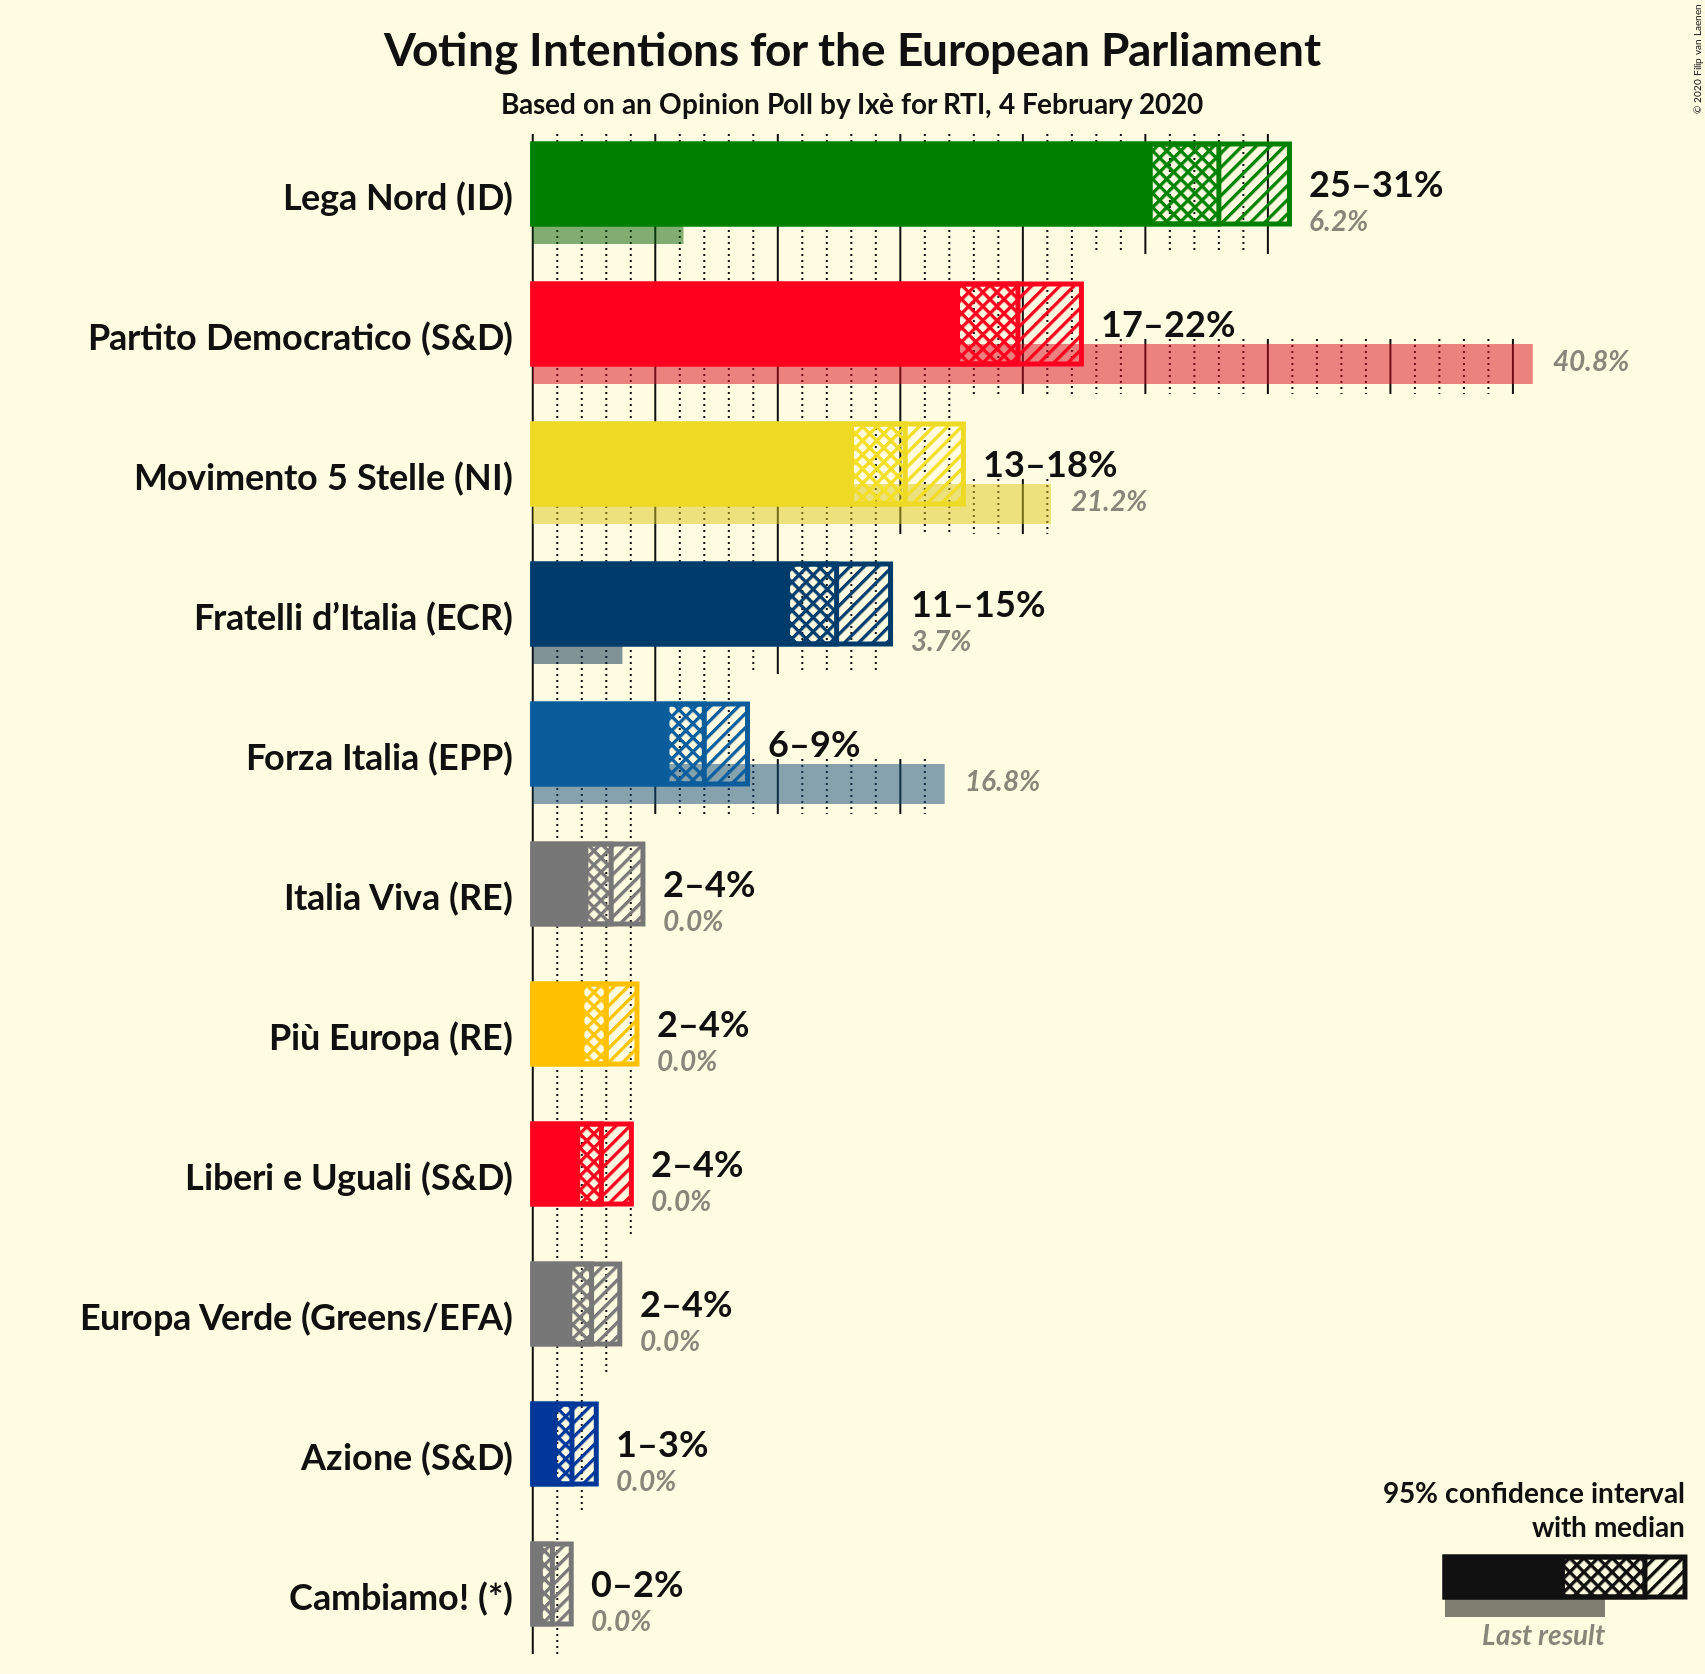 Voting Intentions for the European Parliament
Based on an Opinion Poll by Ixè for RTI, 4 February 2020
© 2020 Filip van Laenen
Lega Nord (ID)
25–31%
6.2%
Partito Democratico (S&D)
17–22%
40.8%
Movimento 5 Stelle (NI)
13–18%
21.2%
Fratelli d’Italia (ECR)
11–15%
3.7%
Forza Italia (EPP)
6–9%
16.8%
Italia Viva (RE)
2–4%
0.0%
Più Europa (RE)
2–4%
0.0%
Liberi e Uguali (S&D)
2–4%
0.0%
Europa Verde (Greens/EFA)
2–4%
0.0%
Azione (S&D)
1–3%
0.0%
Cambiamo! (*)
0–2%
0.0%
95% confidence interval
with median
Last result